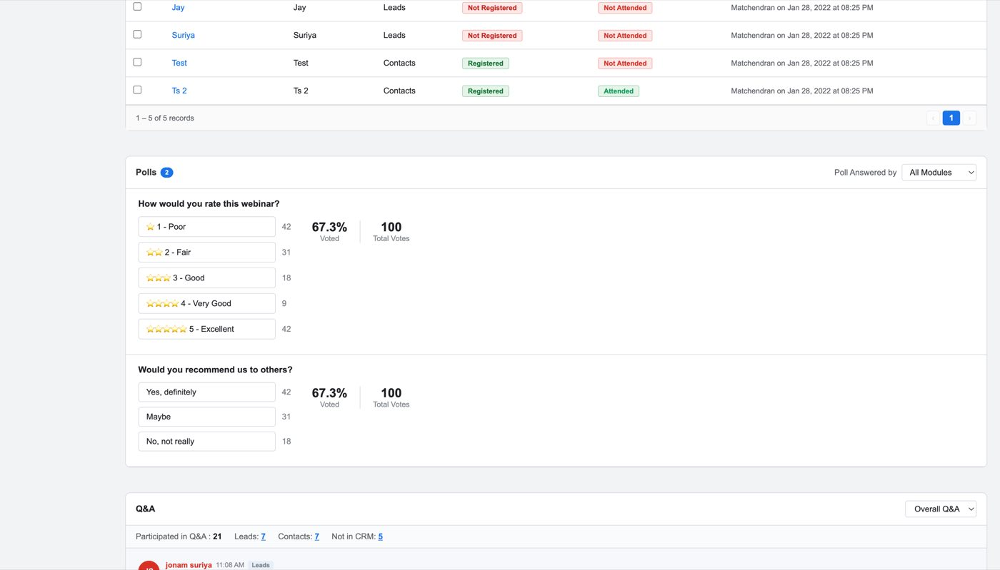 Jay Jay Leads Not Registered Not Attended Matchendran on Jan 28, 2022 at 08:25 PM
Suriya Suriya Leads Not Registered Not Attended Matchendran on Jan 28, 2022 at 08:25 PM
Test Test Contacts Registered Not Attended Matchendran on Jan 28, 2022 at 08:25 PM
Ts 2 Ts 2 Contacts Registered Attended Matchendran on Jan 28, 2022 at 08:25 PM
1 – 5 of 5 records ‹ 1 ›
Polls 2 Poll Answered by All Modules
How would you rate this webinar?
⭐ 1 - Poor 42 67.3% 100
Voted Total Votes
⭐⭐ 2 - Fair 31
⭐⭐⭐ 3 - Good 18
⭐⭐⭐⭐ 4 - Very Good 9
⭐⭐⭐⭐⭐ 5 - Excellent 42
Would you recommend us to others?
Yes, definitely 42 67.3% 100
Voted Total Votes
Maybe 31
No, not really 18
Q&A Overall Q&A
Participated in Q&A : 21 Leads: 7 Contacts: 7 Not in CRM: 5
jonam suriya 11:08 AM Leads